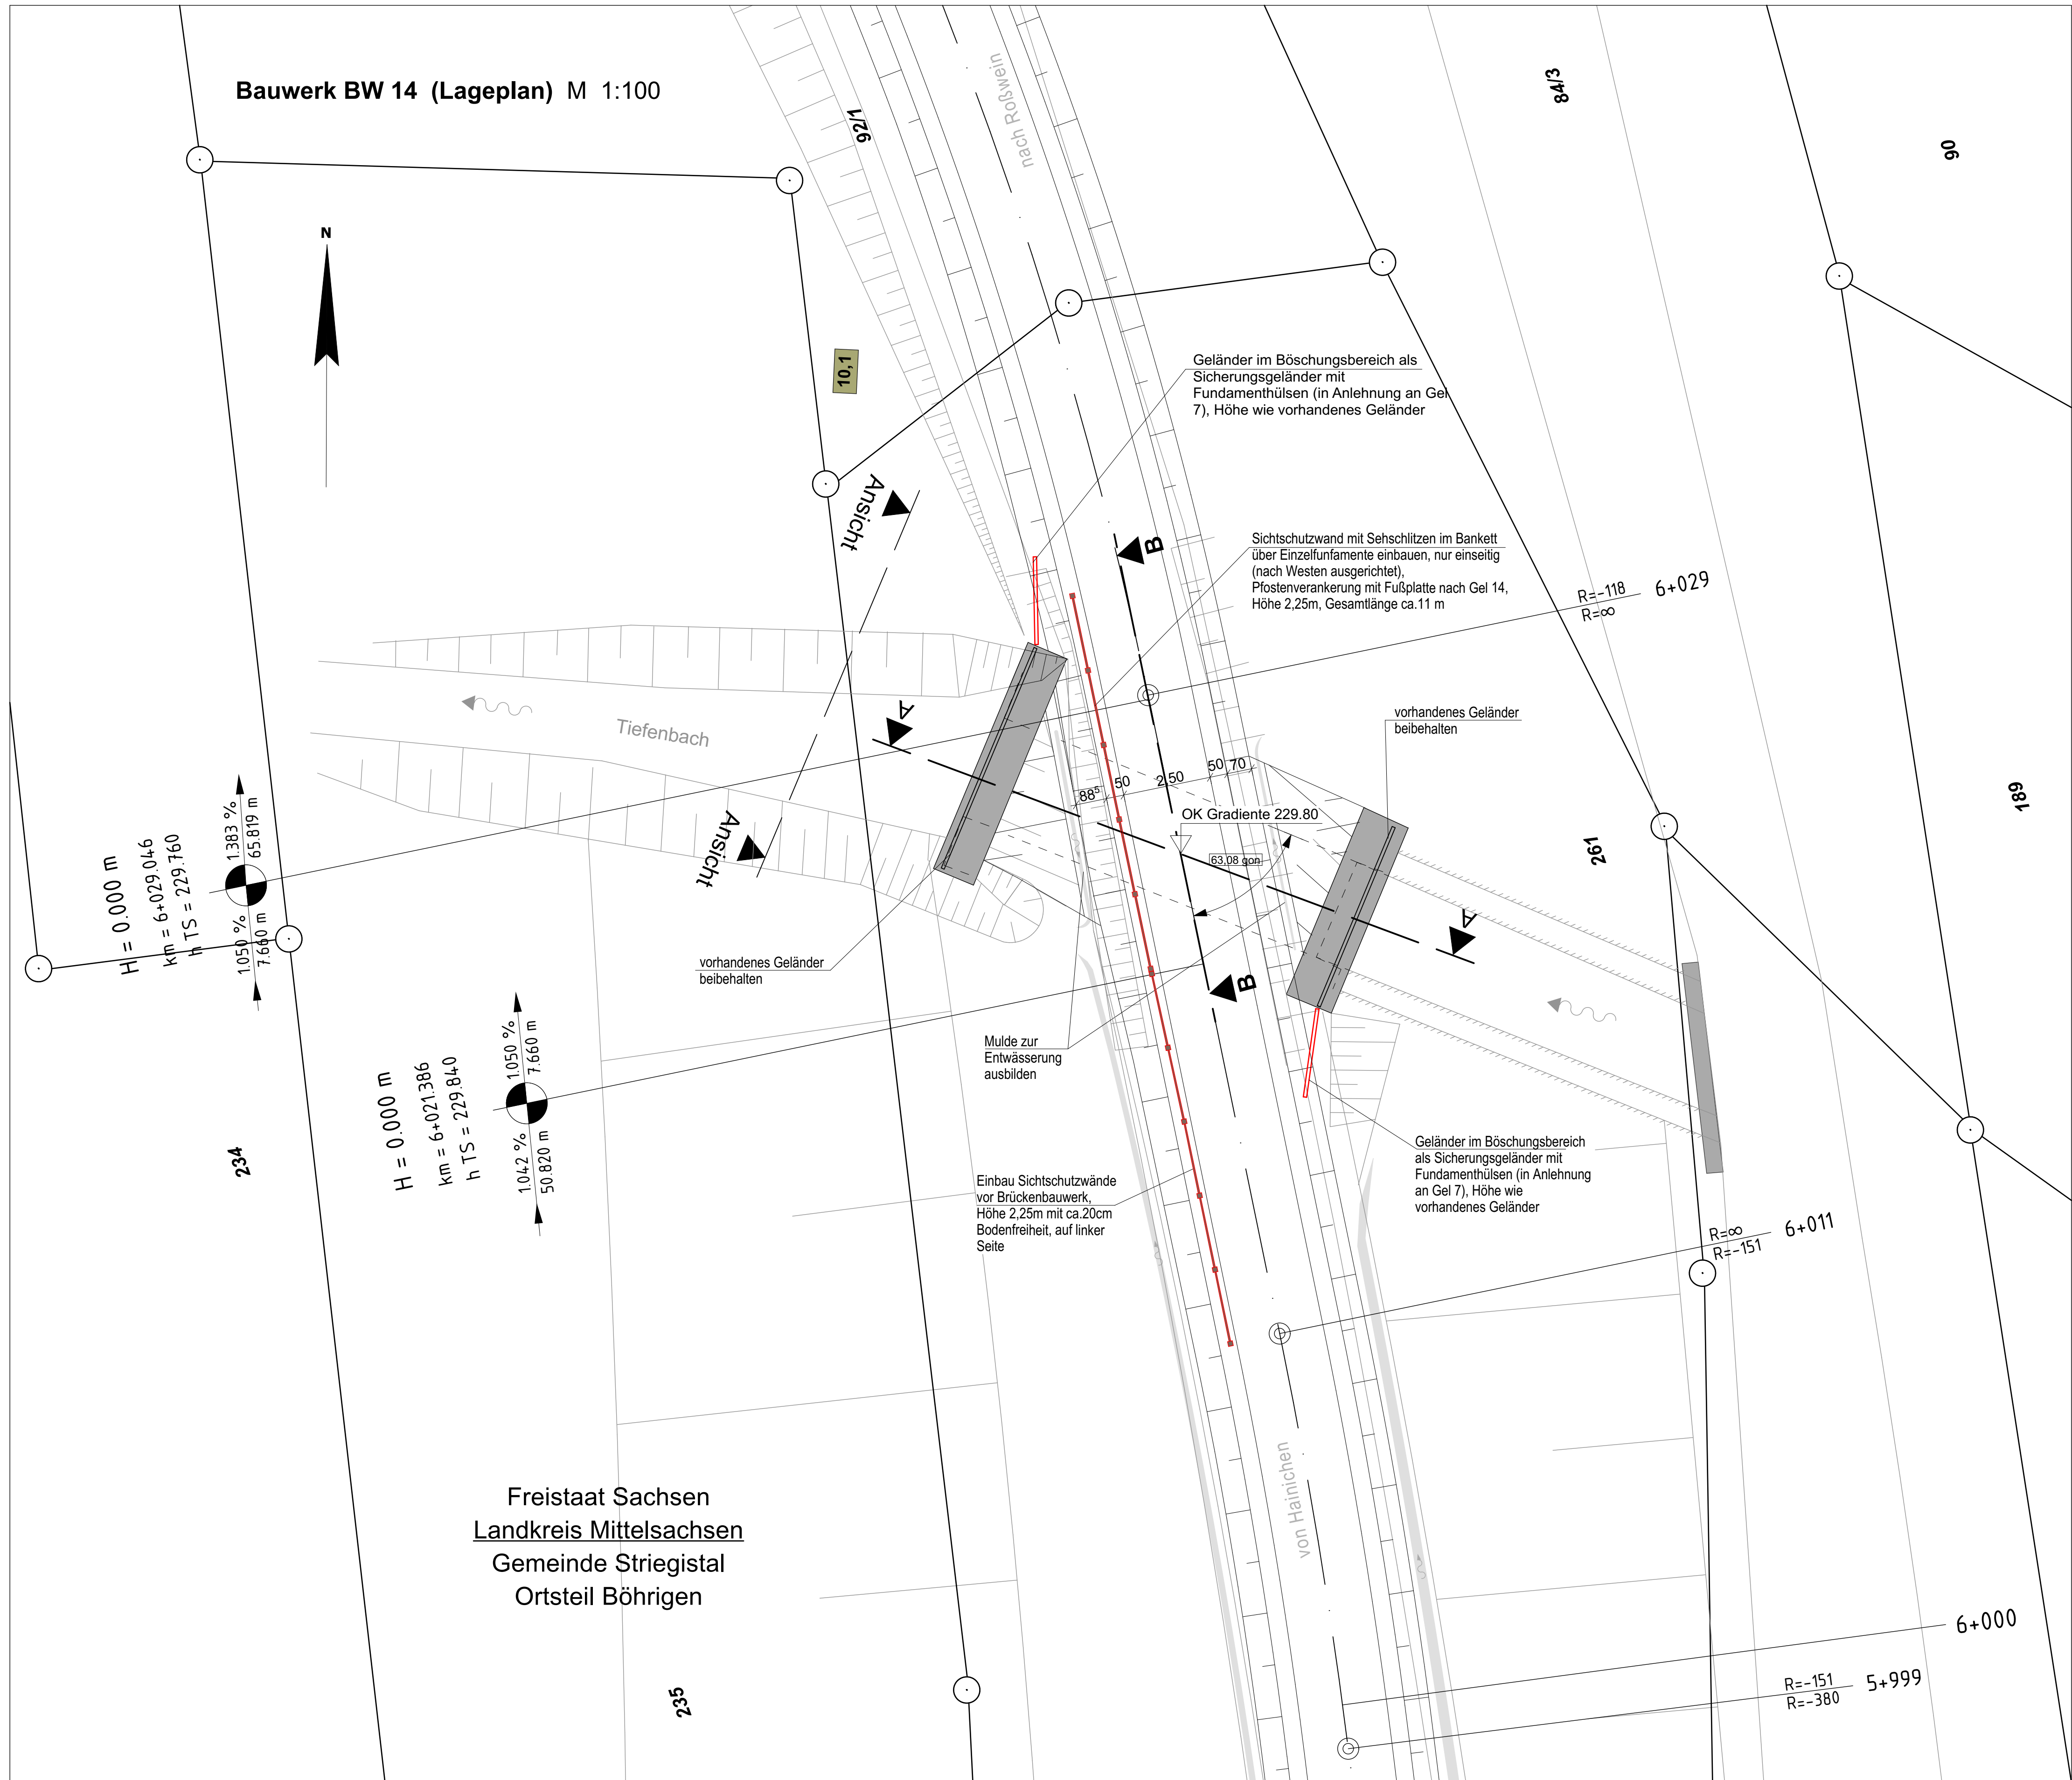 Bauwerk BW 14 (Lageplan) M 1:100
N
92/1
nach Roßwein
84/3
90
10,1
Geländer im Böschungsbereich als
Sicherungsgeländer mit
Fundamenthülsen (in Anlehnung an Gel
7), Höhe wie vorhandenes Geländer
Ansicht
B
Sichtschutzwand mit Sehschlitzen im Bankett
über Einzelfunfamente einbauen, nur einseitig
(nach Westen ausgerichtet),
Pfostenverankerung mit Fußplatte nach Gel 14,
Höhe 2,25m, Gesamtlänge ca.11 m
R=-118
R=∞
6+029
Tiefenbach
A
vorhandenes Geländer
beibehalten
88⁵
50
2,50
50
70
OK Gradiente 229.80
63,08 gon
189
261
Ansicht
A
B
H = 0.000 m
km = 6+029.046
h TS = 229.760
1.383 %
65.819 m
1.050 %
7.660 m
vorhandenes Geländer
beibehalten
Mulde zur
Entwässerung
ausbilden
H = 0.000 m
km = 6+021.386
h TS = 229.840
1.050 %
7.660 m
1.042 %
50.820 m
234
Geländer im Böschungsbereich
als Sicherungsgeländer mit
Fundamenthülsen (in Anlehnung
an Gel 7), Höhe wie
vorhandenes Geländer
Einbau Sichtschutzwände
vor Brückenbauwerk,
Höhe 2,25m mit ca.20cm
Bodenfreiheit, auf linker
Seite
R=∞
R=-151
6+011
von Hainichen
Freistaat Sachsen
Landkreis Mittelsachsen
Gemeinde Striegistal
Ortsteil Böhrigen
235
6+000
R=-151
R=-380
5+999